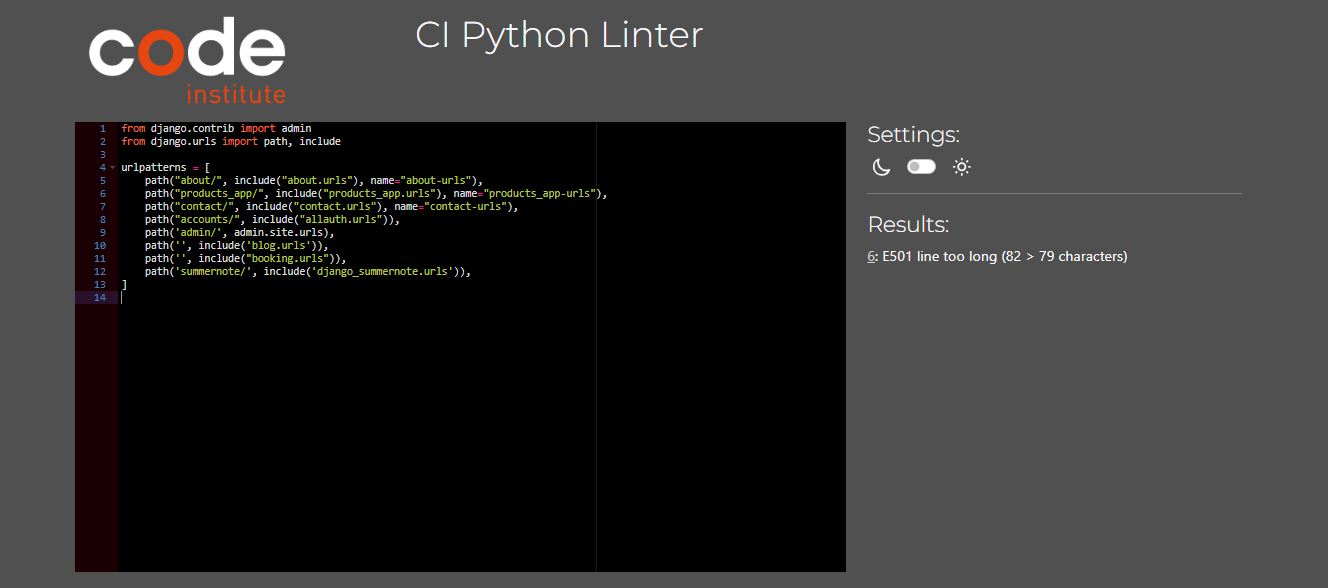 code
institute
CI Python Linter
1 from django.contrib import admin
2 from django.urls import path, include
3
4 urlpatterns = [
5     path("about/", include("about.urls"), name="about-urls"),
6     path("products_app/", include("products_app.urls"), name="products_app-urls"),
7     path("contact/", include("contact.urls"), name="contact-urls"),
8     path("accounts/", include("allauth.urls")),
9     path('admin/', admin.site.urls),
10     path('', include('blog.urls')),
11     path('', include("booking.urls")),
12     path('summernote/', include('django_summernote.urls')),
13 ]
14
Settings:
Results:
6: E501 line too long (82 > 79 characters)